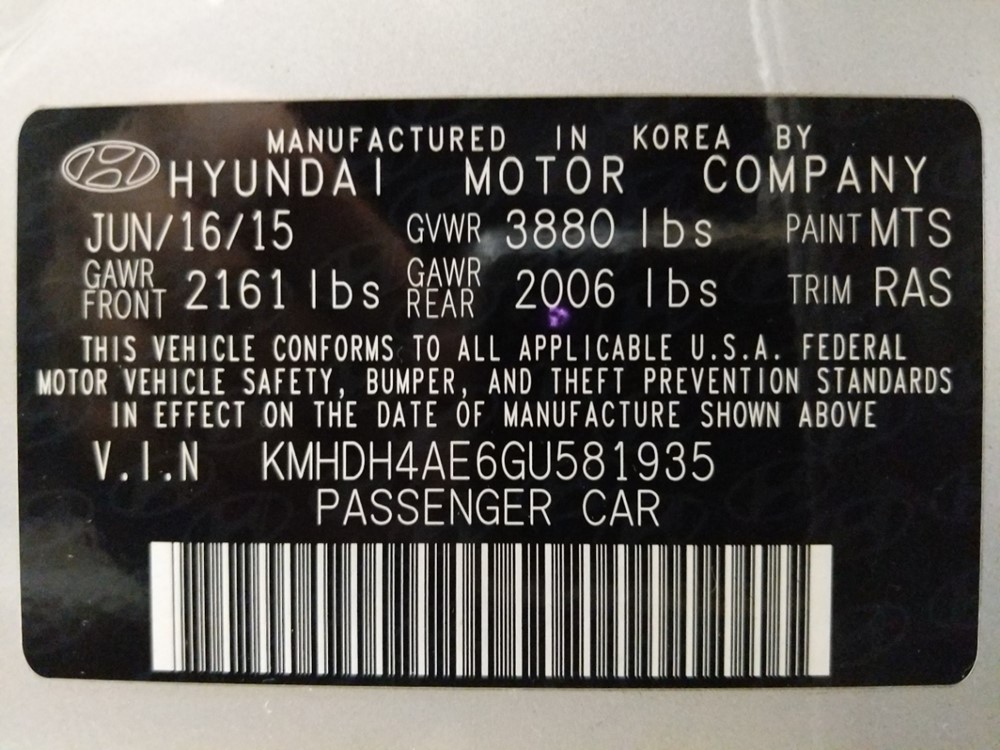 MANUFACTURED IN KOREA BY
HYUNDAI MOTOR COMPANY
JUN/16/15 GVWR 3880 lbs PAINT MTS
GAWR FRONT 2161 lbs GAWR REAR 2006 lbs TRIM RAS
THIS VEHICLE CONFORMS TO ALL APPLICABLE U.S.A. FEDERAL
MOTOR VEHICLE SAFETY, BUMPER, AND THEFT PREVENTION STANDARDS
IN EFFECT ON THE DATE OF MANUFACTURE SHOWN ABOVE
V.I.N KMHDH4AE6GU581935
PASSENGER CAR